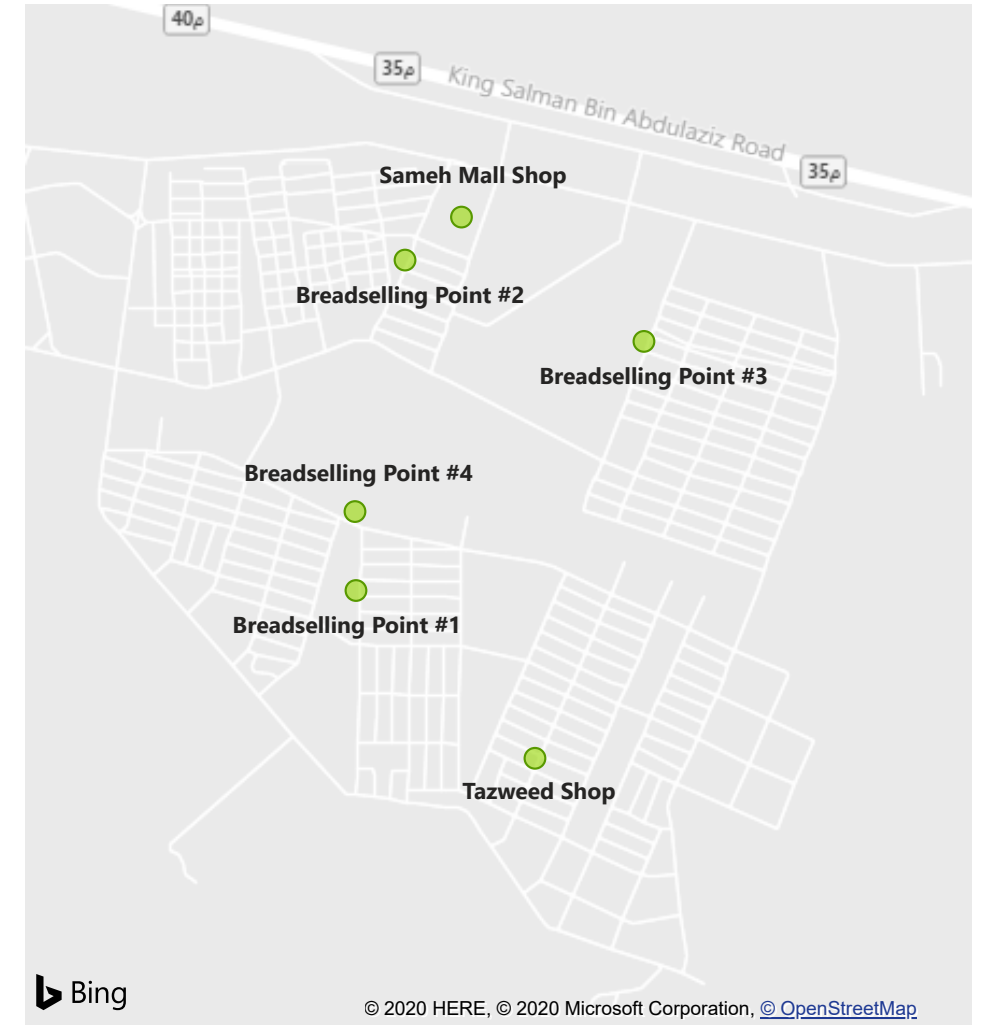 40م
35م
King Salman Bin Abdulaziz Road
35م
Sameh Mall Shop
Breadselling Point #2
Breadselling Point #3
Breadselling Point #4
Breadselling Point #1
Tazweed Shop
Bing
© 2020 HERE, © 2020 Microsoft Corporation, © OpenStreetMap